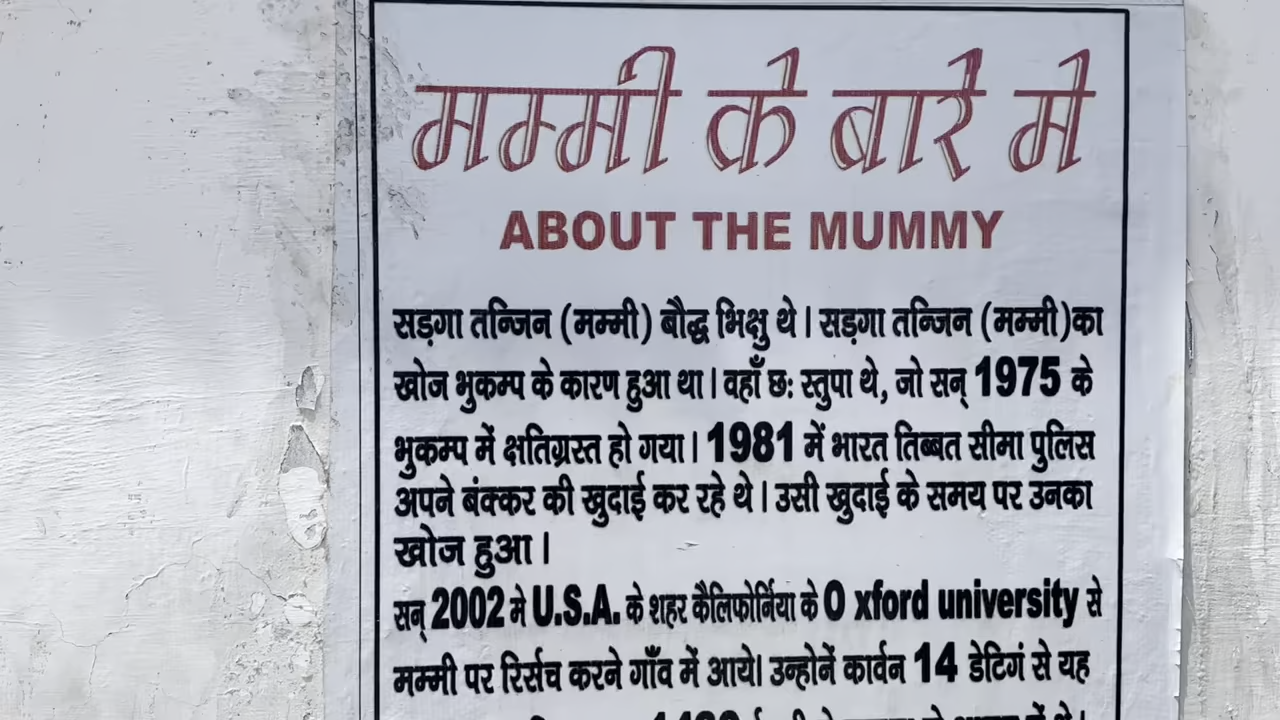 मम्मी के बारे मे
ABOUT THE MUMMY
सड़गा तन्जिन (मम्मी) बौद्ध भिक्षु थे। सड़गा तन्जिन (मम्मी)का
खोज भुकम्प के कारण हुआ था। वहाँ छः स्तुपा थे, जो सन् 1975 के
भुकम्प में क्षतिग्रस्त हो गया। 1981 में भारत तिब्बत सीमा पुलिस
अपने बंक्कर की खुदाई कर रहे थे। उसी खुदाई के समय पर उनका
खोज हुआ।
सन् 2002 मे U.S.A. के शहर कैलिफोर्निया के O xford university से
मम्मी पर रिर्सच करने गाँव में आये। उन्होनें कार्वन 14 डेटिगं से यह